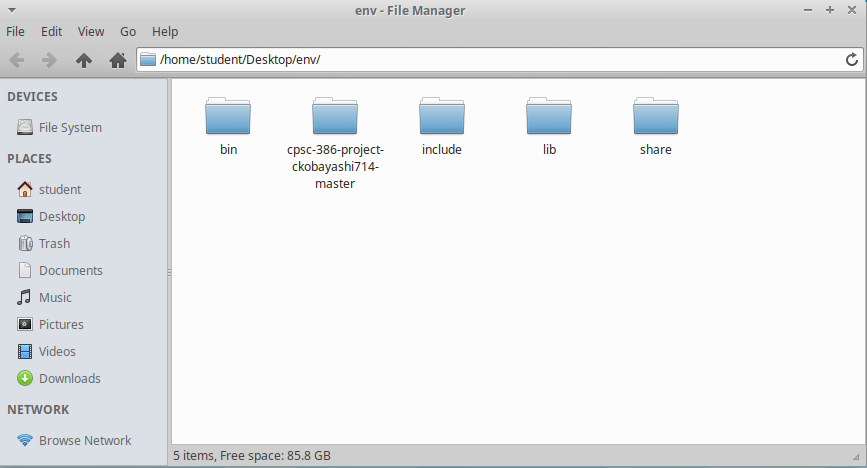 env - File Manager
File Edit View Go Help
/home/student/Desktop/env/
DEVICES
File System
PLACES
student
Desktop
Trash
Documents
Music
Pictures
Videos
Downloads
NETWORK
Browse Network
bin
cpsc-386-project-
ckobayashi714-
master
include
lib
share
5 items, Free space: 85.8 GB